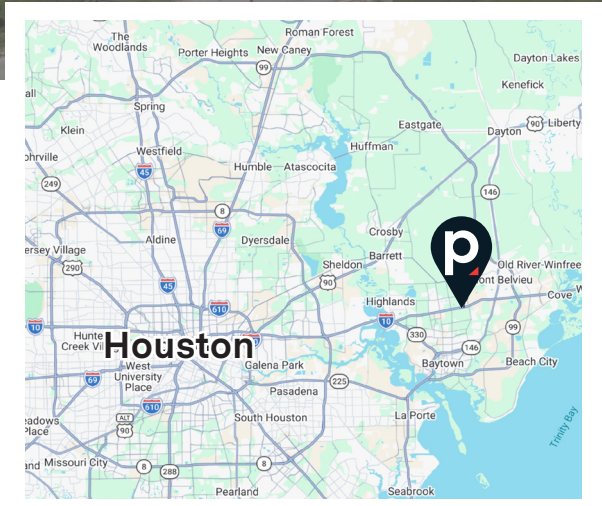 Roman Forest
The
Woodlands
Porter Heights
New Caney
99
Dayton Lakes
Kenefick
Spring
90
Liberty
Eastgate
Dayton
Klein
Huffman
Westfield
45
Humble
Atascocita
249
146
8
69
Crosby
Aldine
Dyersdale
Barrett
p
Sheldon
Old River-Winfree
290
45
90
ont Belvieu
Cove
610
Highlands
10
10
330
99
Houston
Creek
146
West
University
Place
Galena Park
Baytown
Beach City
69
225
Pasadena
610
ALT
90
South Houston
La Porte
Trinity Bay
Place
Missouri City
8
288
8
Pearland
Seabrook